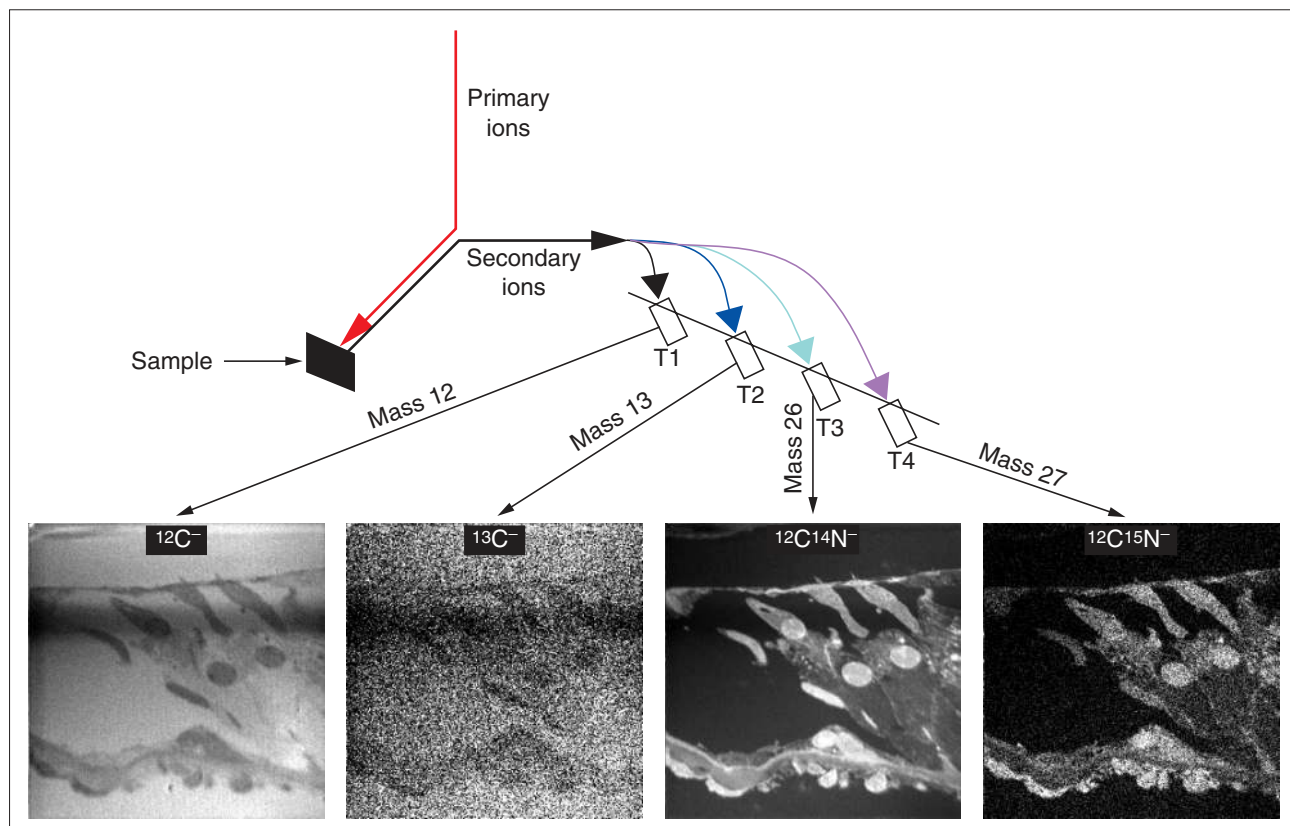 Primary
ions
Secondary
ions
Sample
T1
T2
T3
T4
Mass 12
Mass 13
Mass 26
Mass 27
¹²C⁻
¹³C⁻
¹²C¹⁴N⁻
¹²C¹⁵N⁻